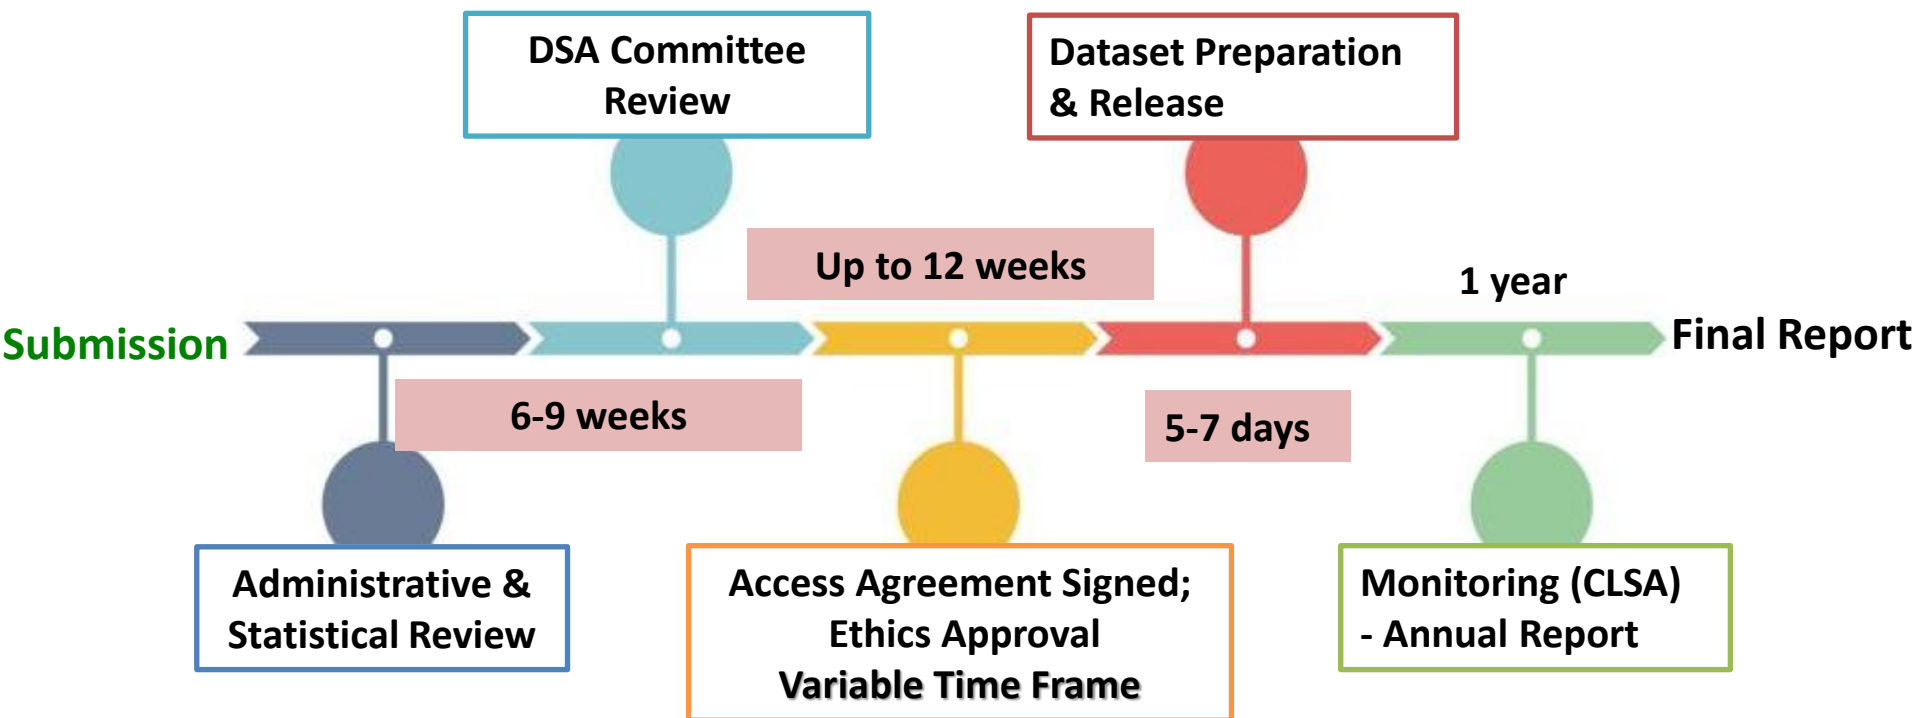 DSA Committee
Review
Dataset Preparation
& Release
Up to 12 weeks
1 year
Submission
Final Report
6-9 weeks
5-7 days
Administrative &
Statistical Review
Access Agreement Signed;
Ethics Approval
Variable Time Frame
Monitoring (CLSA)
- Annual Report